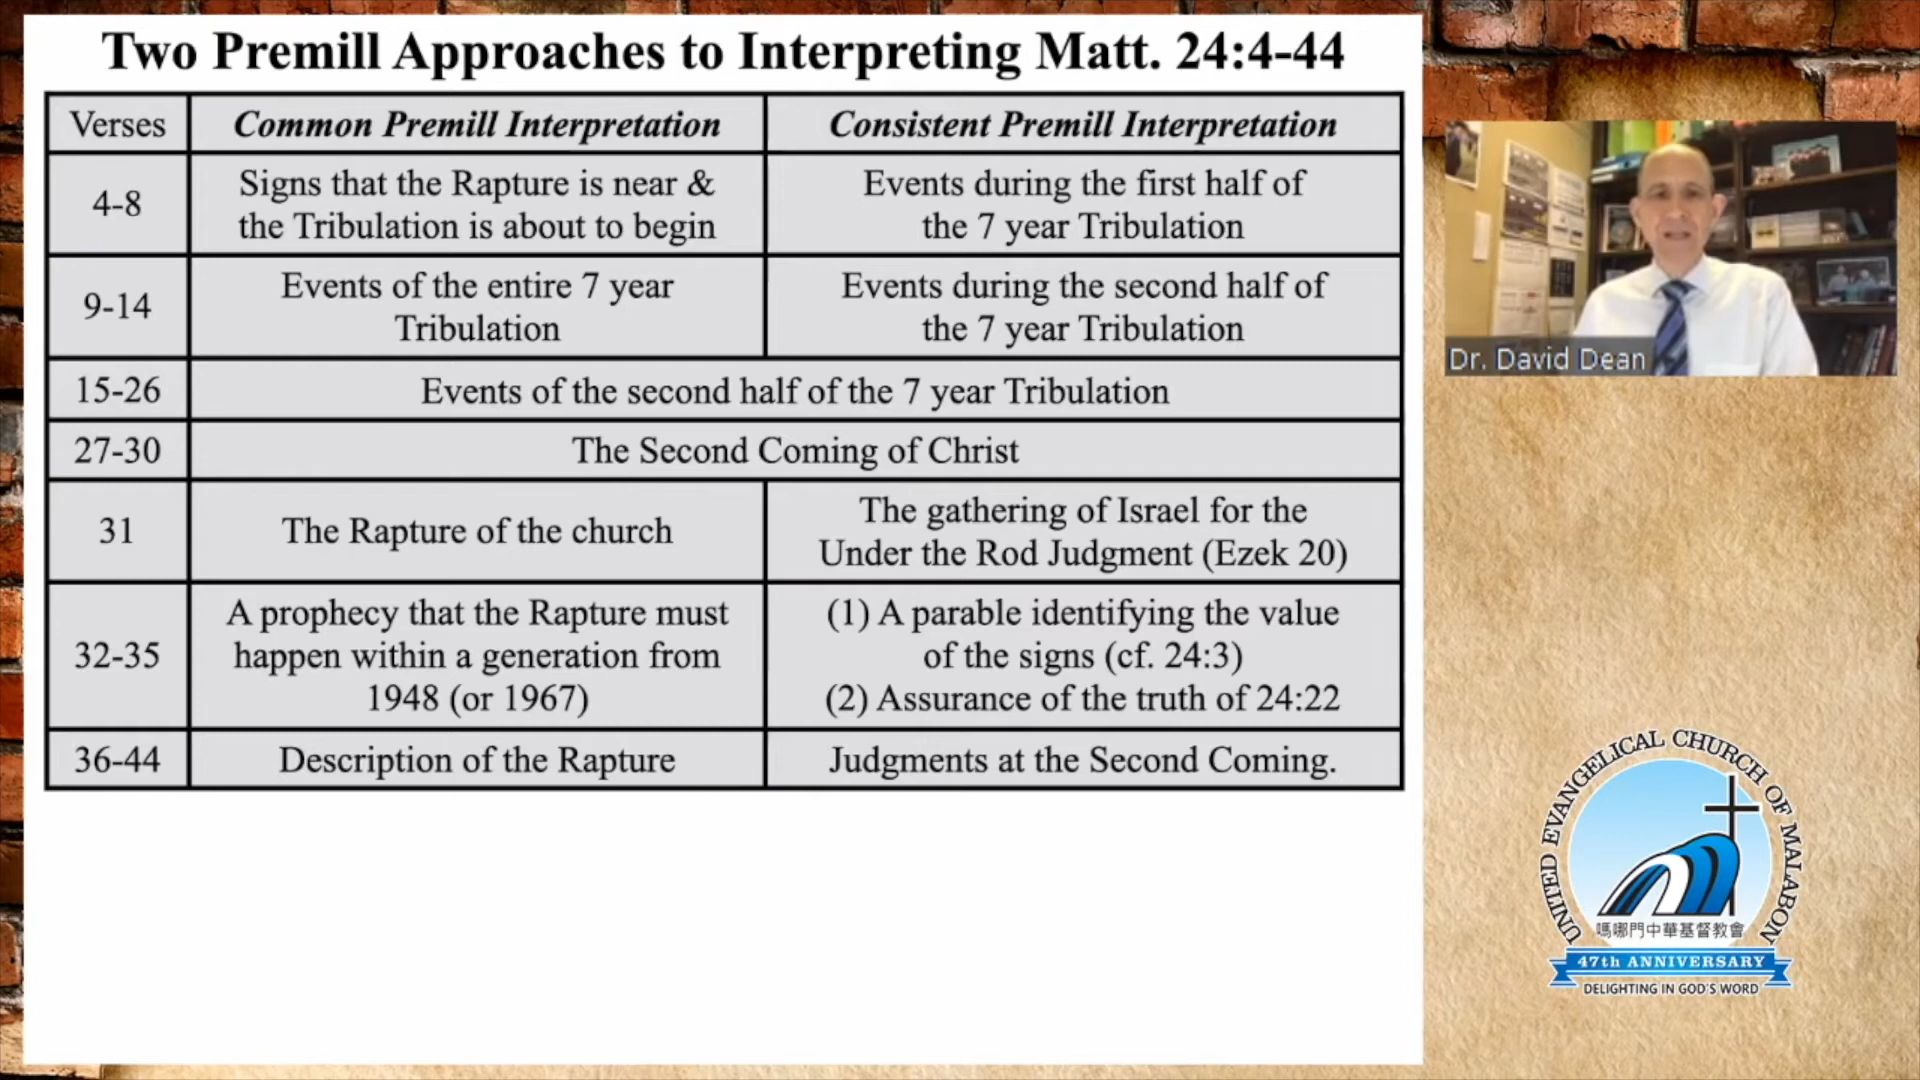 Two Premill Approaches to Interpreting Matt. 24:4-44
Verses
Common Premill Interpretation
Consistent Premill Interpretation
4-8
Signs that the Rapture is near &
the Tribulation is about to begin
Events during the first half of
the 7 year Tribulation
9-14
Events of the entire 7 year
Tribulation
Events during the second half of
the 7 year Tribulation
15-26
Events of the second half of the 7 year Tribulation
27-30
The Second Coming of Christ
31
The Rapture of the church
The gathering of Israel for the
Under the Rod Judgment (Ezek 20)
32-35
A prophecy that the Rapture must
happen within a generation from
1948 (or 1967)
(1) A parable identifying the value
of the signs (cf. 24:3)
(2) Assurance of the truth of 24:22
36-44
Description of the Rapture
Judgments at the Second Coming.
Dr. David Dean
UNITED EVANGELICAL CHURCH OF MALABON
嗎哪門中華基督教會
47th ANNIVERSARY
DELIGHTING IN GOD'S WORD